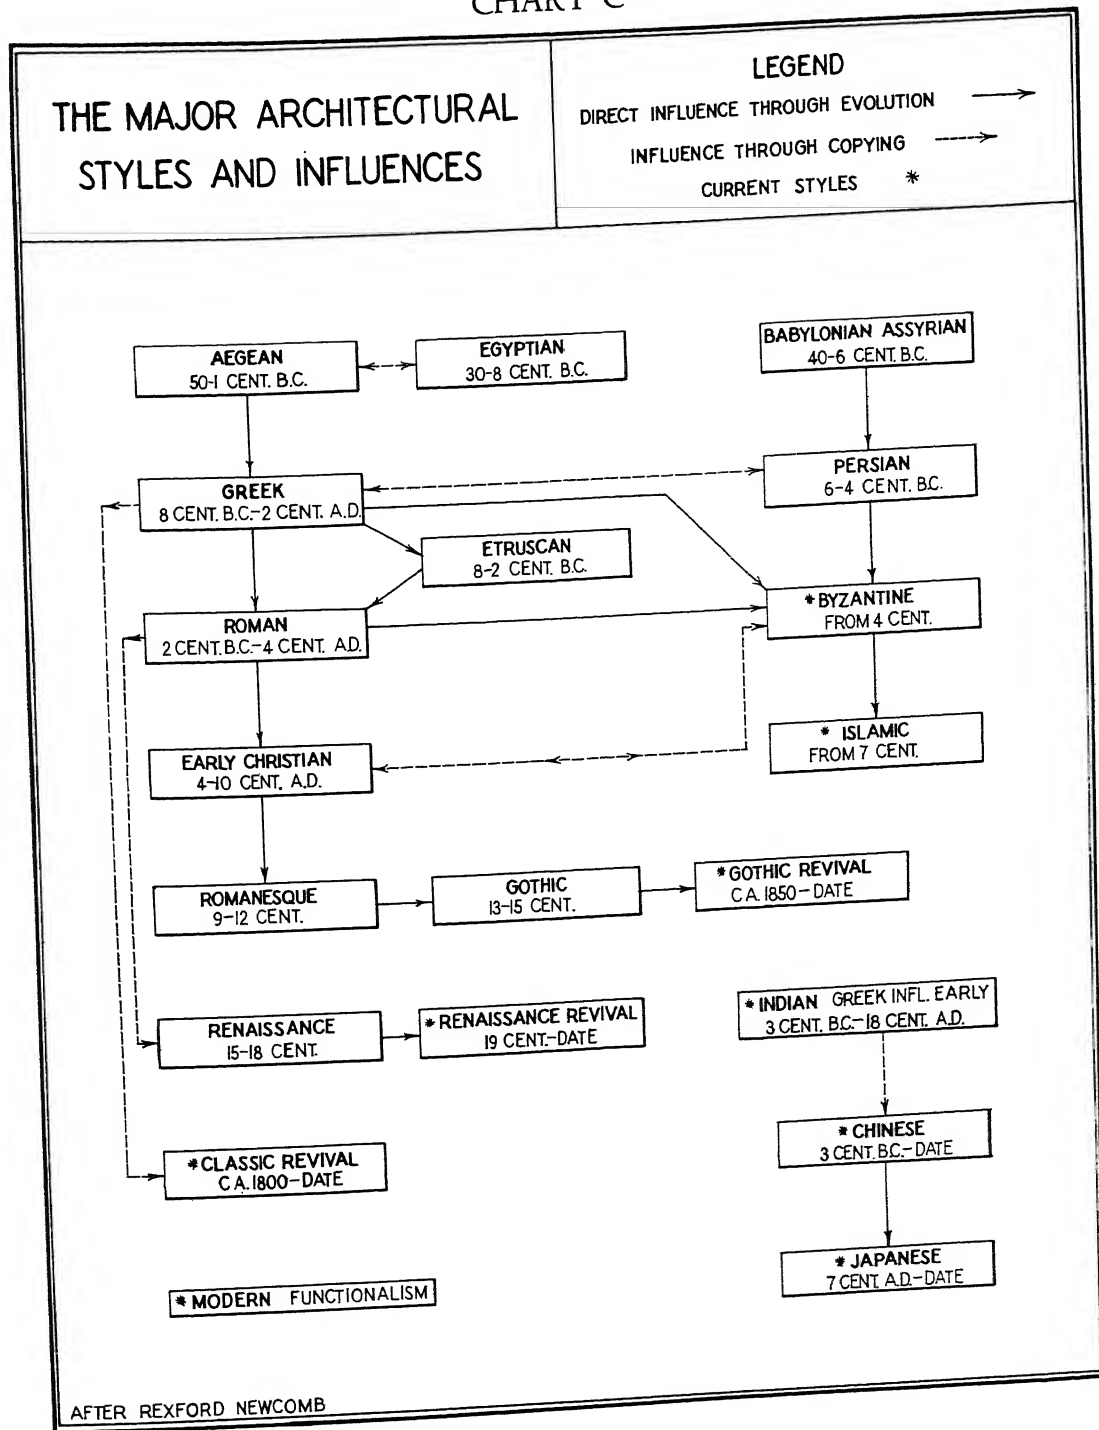 CHART C
THE MAJOR ARCHITECTURAL
STYLES AND INFLUENCES
LEGEND
DIRECT INFLUENCE THROUGH EVOLUTION
INFLUENCE THROUGH COPYING
CURRENT STYLES *
AEGEAN
50-1 CENT. B.C.
EGYPTIAN
30-8 CENT. B.C.
BABYLONIAN ASSYRIAN
40-6 CENT. B.C.
GREEK
8 CENT. B.C.-2 CENT. A.D.
PERSIAN
6-4 CENT. B.C.
ETRUSCAN
8-2 CENT. B.C.
ROMAN
2 CENT. B.C.-4 CENT. A.D.
* BYZANTINE
FROM 4 CENT.
EARLY CHRISTIAN
4-10 CENT. A.D.
* ISLAMIC
FROM 7 CENT.
ROMANESQUE
9-12 CENT.
GOTHIC
13-15 CENT.
* GOTHIC REVIVAL
CA. 1850-DATE
RENAISSANCE
15-18 CENT.
* RENAISSANCE REVIVAL
19 CENT.-DATE
* INDIAN GREEK INFL. EARLY
3 CENT. B.C.-18 CENT. A.D.
* CLASSIC REVIVAL
CA. 1800-DATE
* CHINESE
3 CENT. B.C.-DATE
* JAPANESE
7 CENT. A.D.-DATE
* MODERN FUNCTIONALISM
AFTER REXFORD NEWCOMB